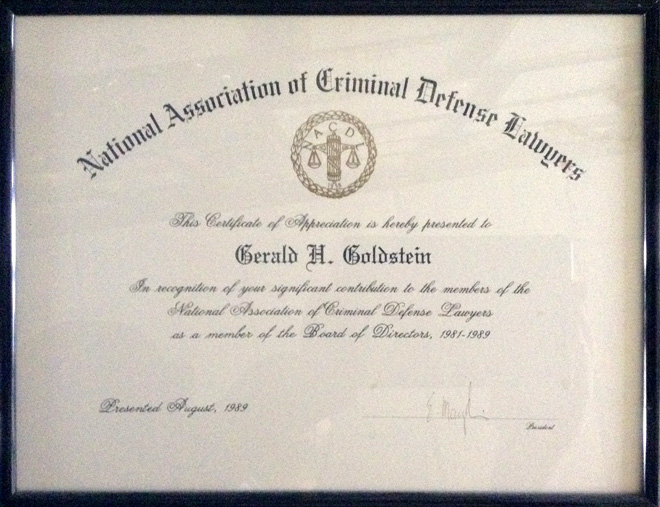 National Association of Criminal Defense Lawyers
NACDL
This Certificate of Appreciation is hereby presented to
Gerald H. Goldstein
In recognition of your significant contribution to the members of the
National Association of Criminal Defense Lawyers
as a member of the Board of Directors, 1981-1989
Presented August, 1989
President